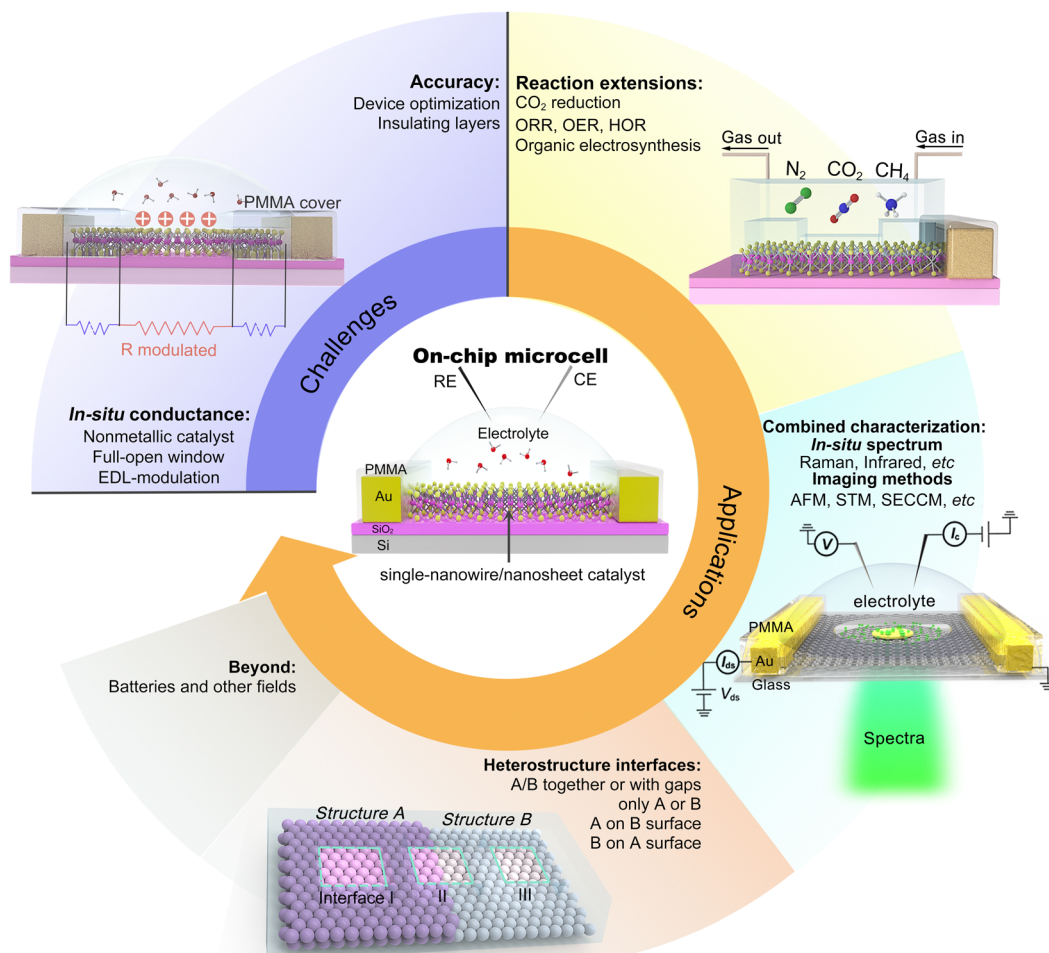 Accuracy:
Device optimization
Insulating layers
Reaction extensions:
CO₂ reduction
ORR, OER, HOR
Organic electrosynthesis
Gas out
Gas in
N₂
CO₂
CH₄
PMMA cover
R modulated
In-situ conductance:
Nonmetallic catalyst
Full-open window
EDL-modulation
Challenges
On-chip microcell
RE
CE
Electrolyte
PMMA
Au
SiO₂
Si
single-nanowire/nanosheet catalyst
Applications
Combined characterization:
In-situ spectrum
Raman, Infrared, etc
Imaging methods
AFM, STM, SECCM, etc
V
Ic
electrolyte
PMMA
Ids
Au
Glass
Vds
Spectra
Beyond:
Batteries and other fields
Heterostructure interfaces:
A/B together or with gaps
only A or B
A on B surface
B on A surface
Structure A
Structure B
Interface I
II
III